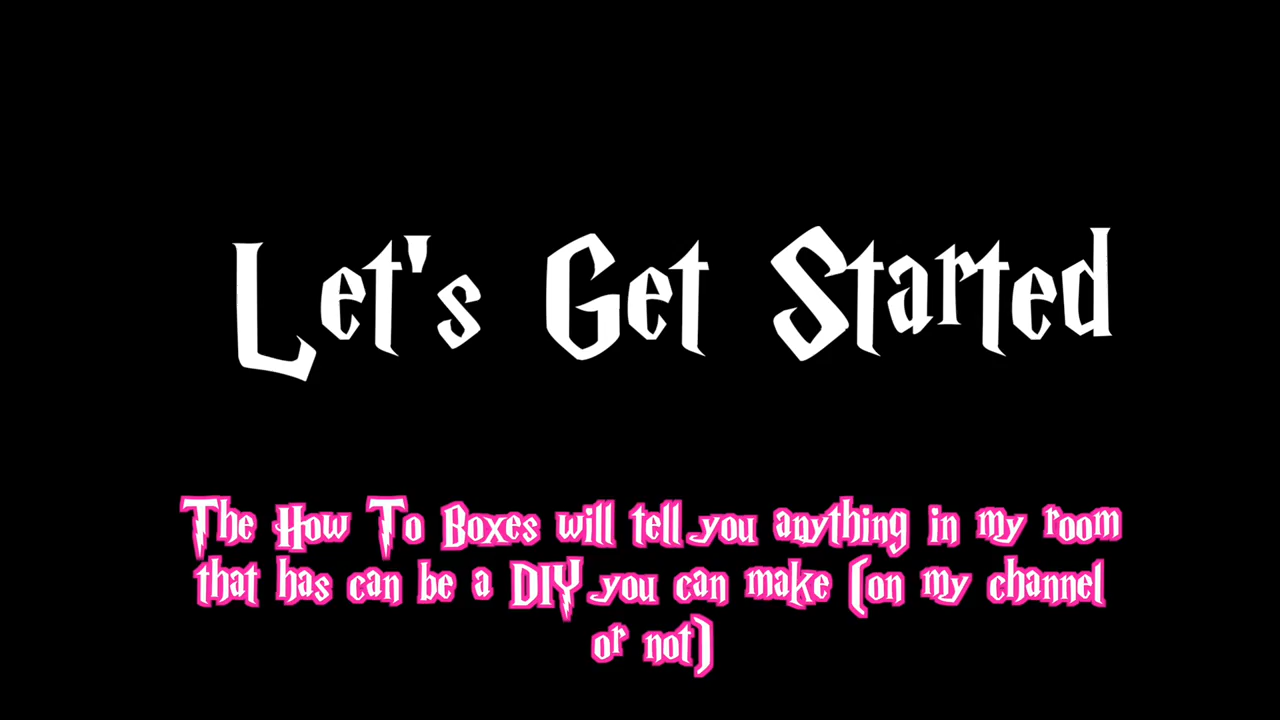 Let's Get Started
The How To Boxes will tell you anything in my room
that has can be a DIY you can make (on my channel
or not)